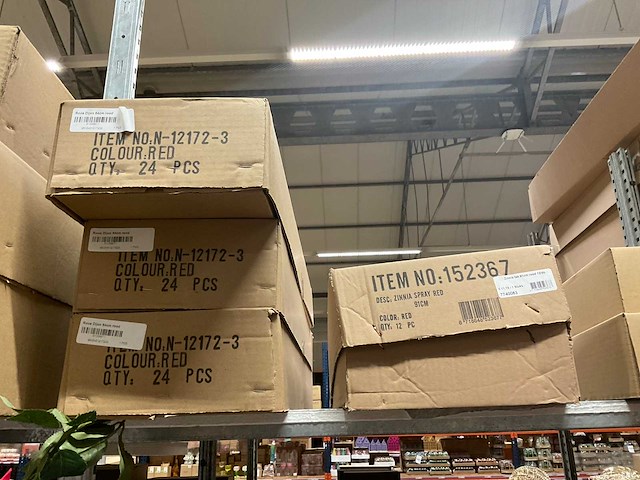 ITEM NO:N-12172-3
COLOUR:RED
QTY: 24 PCS
ITEM NO:N-12172-3
COLOUR:RED
QTY: 24 PCS
NO:N-12172-3
COLOUR:RED
QTY: 24 PCS
ITEM NO:152367
DESC: ZINNIA SPRAY RED
81CM
COLOR: RED
QTY: 12 PC